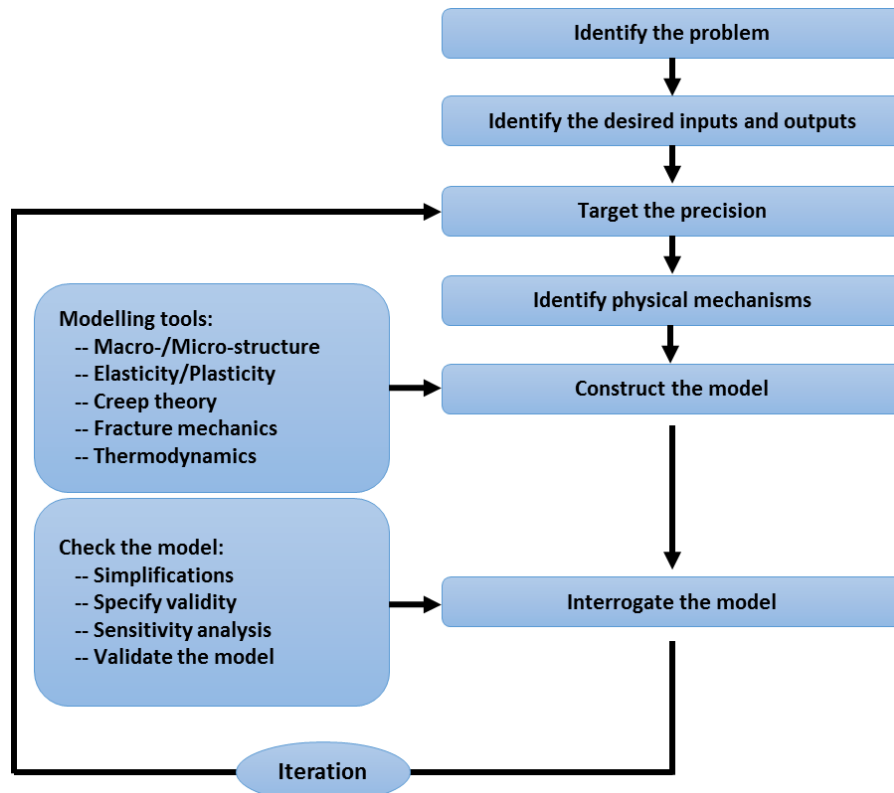 Identify the problem
Identify the desired inputs and outputs
Target the precision
Identify physical mechanisms
Modelling tools:
-- Macro-/Micro-structure
-- Elasticity/Plasticity
-- Creep theory
-- Fracture mechanics
-- Thermodynamics
Construct the model
Check the model:
-- Simplifications
-- Specify validity
-- Sensitivity analysis
-- Validate the model
Interrogate the model
Iteration